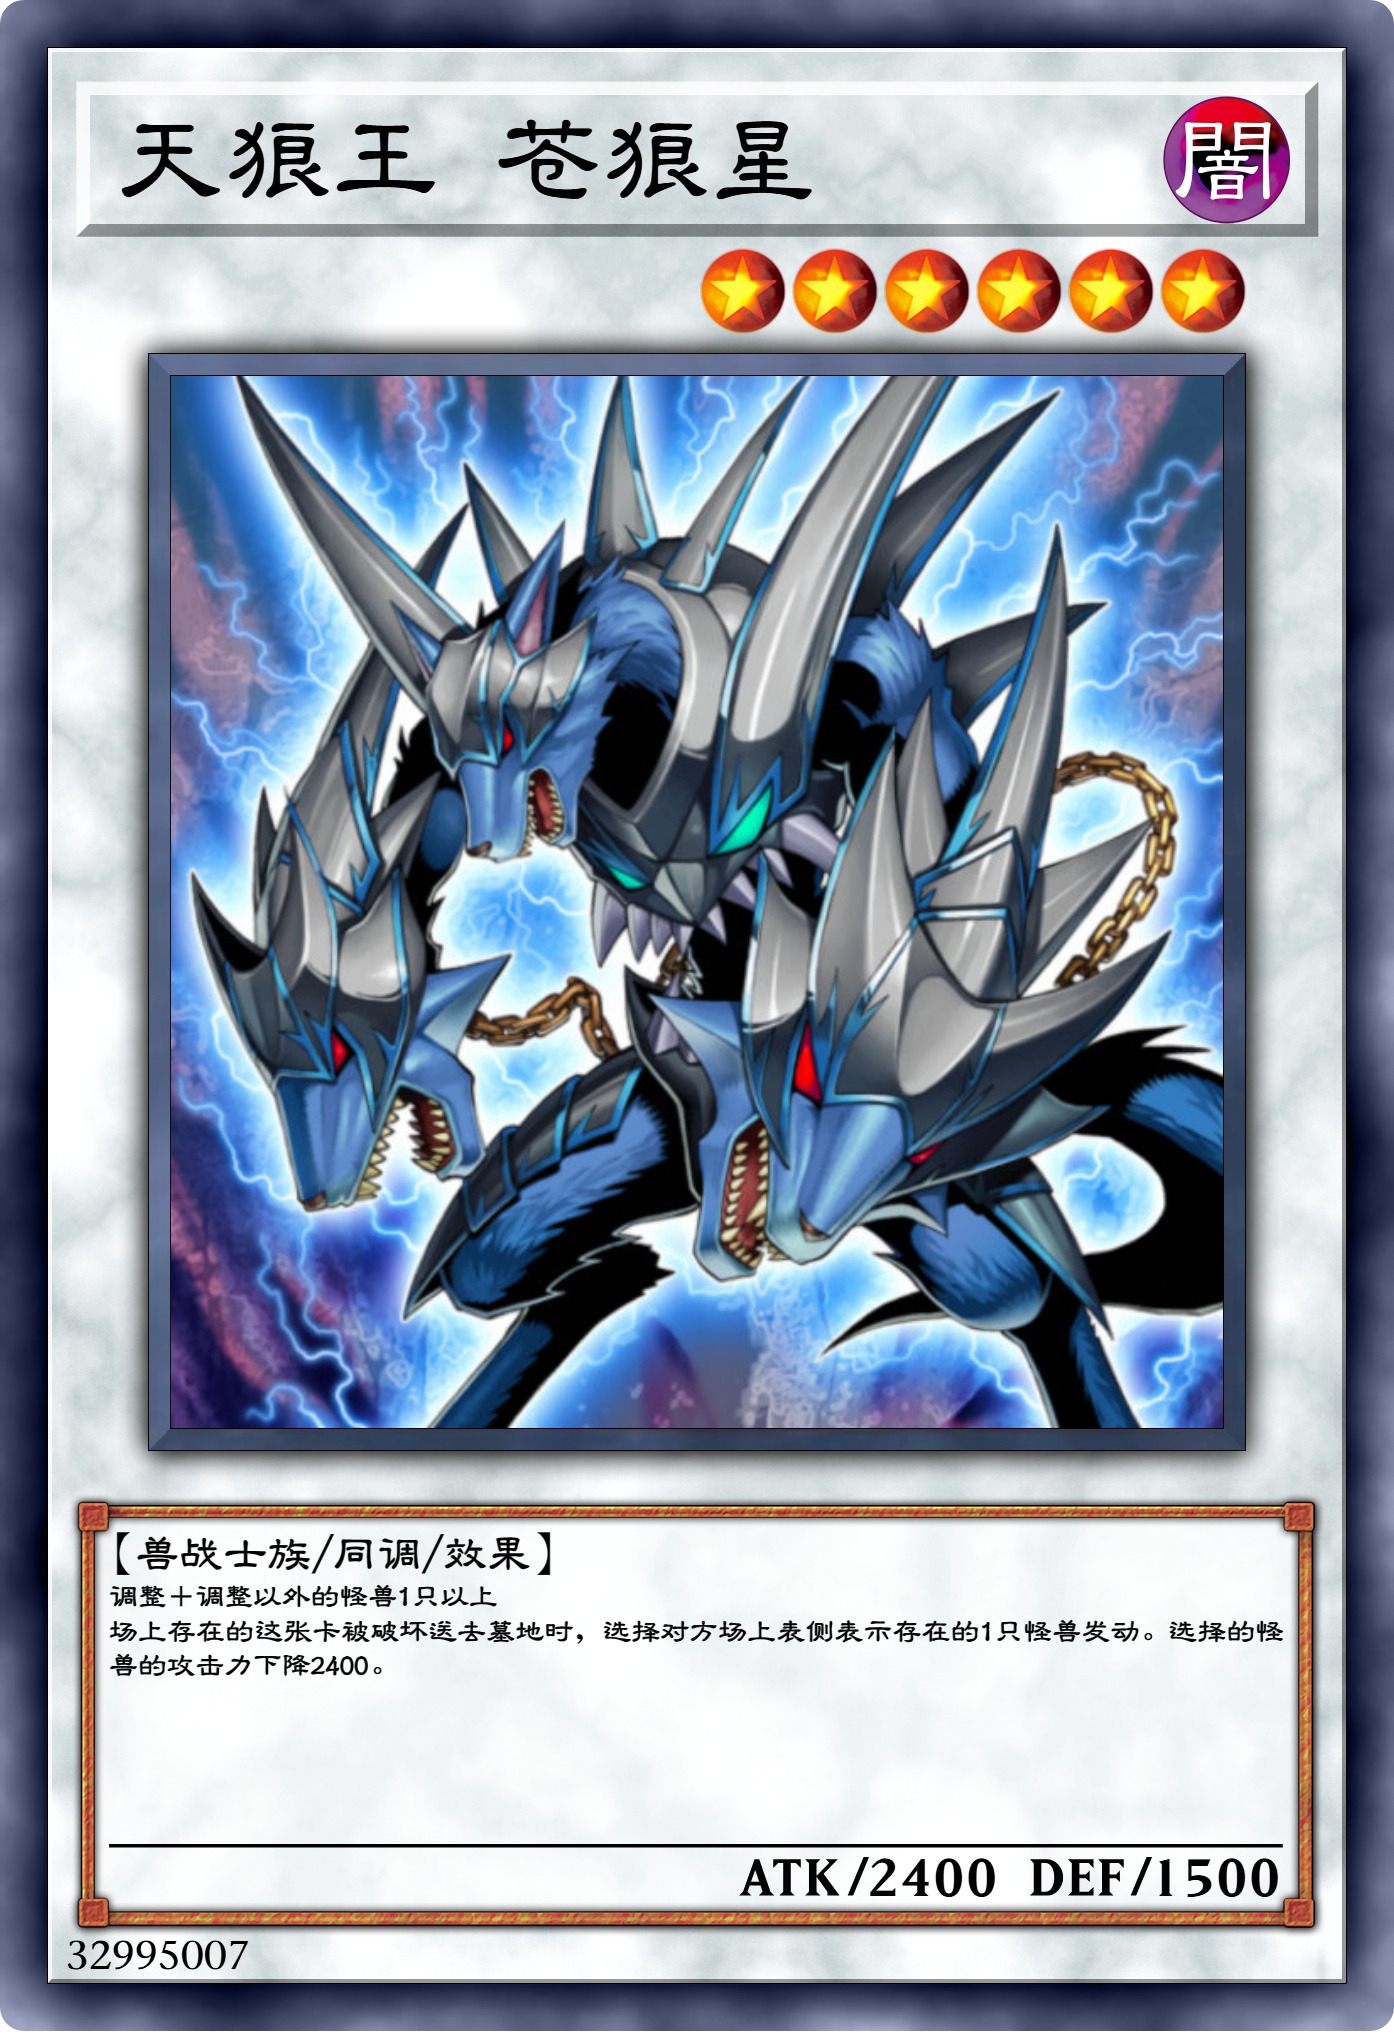 天狼王 苍狼星
闇
【兽战士族/同调/效果】
调整＋调整以外的怪兽1只以上
场上存在的这张卡被破坏送去墓地时，选择对方场上表侧表示存在的1只怪兽发动。选择的怪
兽的攻击力下降2400。
ATK/2400 DEF/1500
32995007